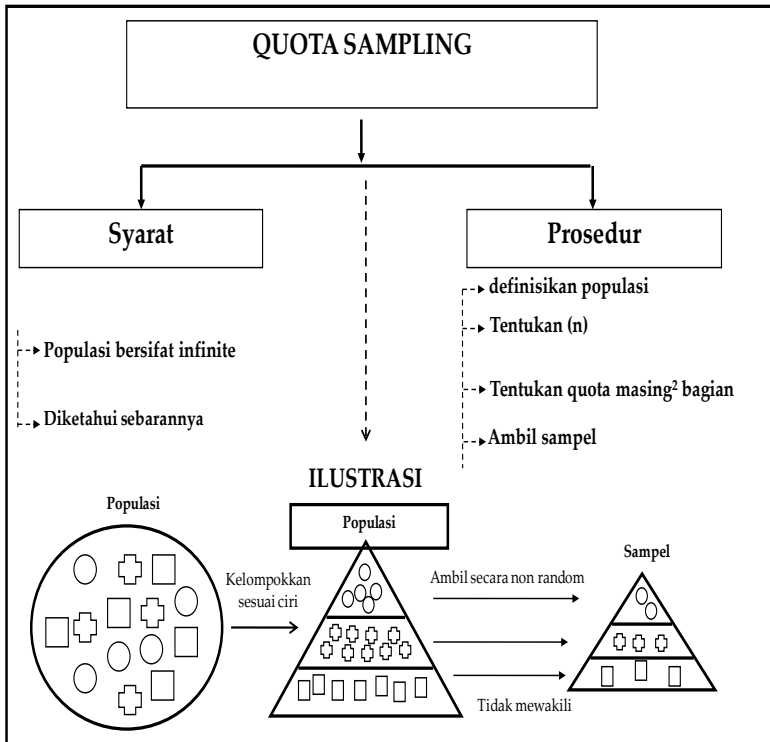 QUOTA SAMPLING
Syarat
Prosedur
Populasi bersifat infinite
Diketahui sebarannya
definisikan populasi
Tentukan (n)
Tentukan quota masing² bagian
Ambil sampel
ILUSTRASI
Populasi
Kelompokkan
sesuai ciri
Populasi
Ambil secara non random
Tidak mewakili
Sampel